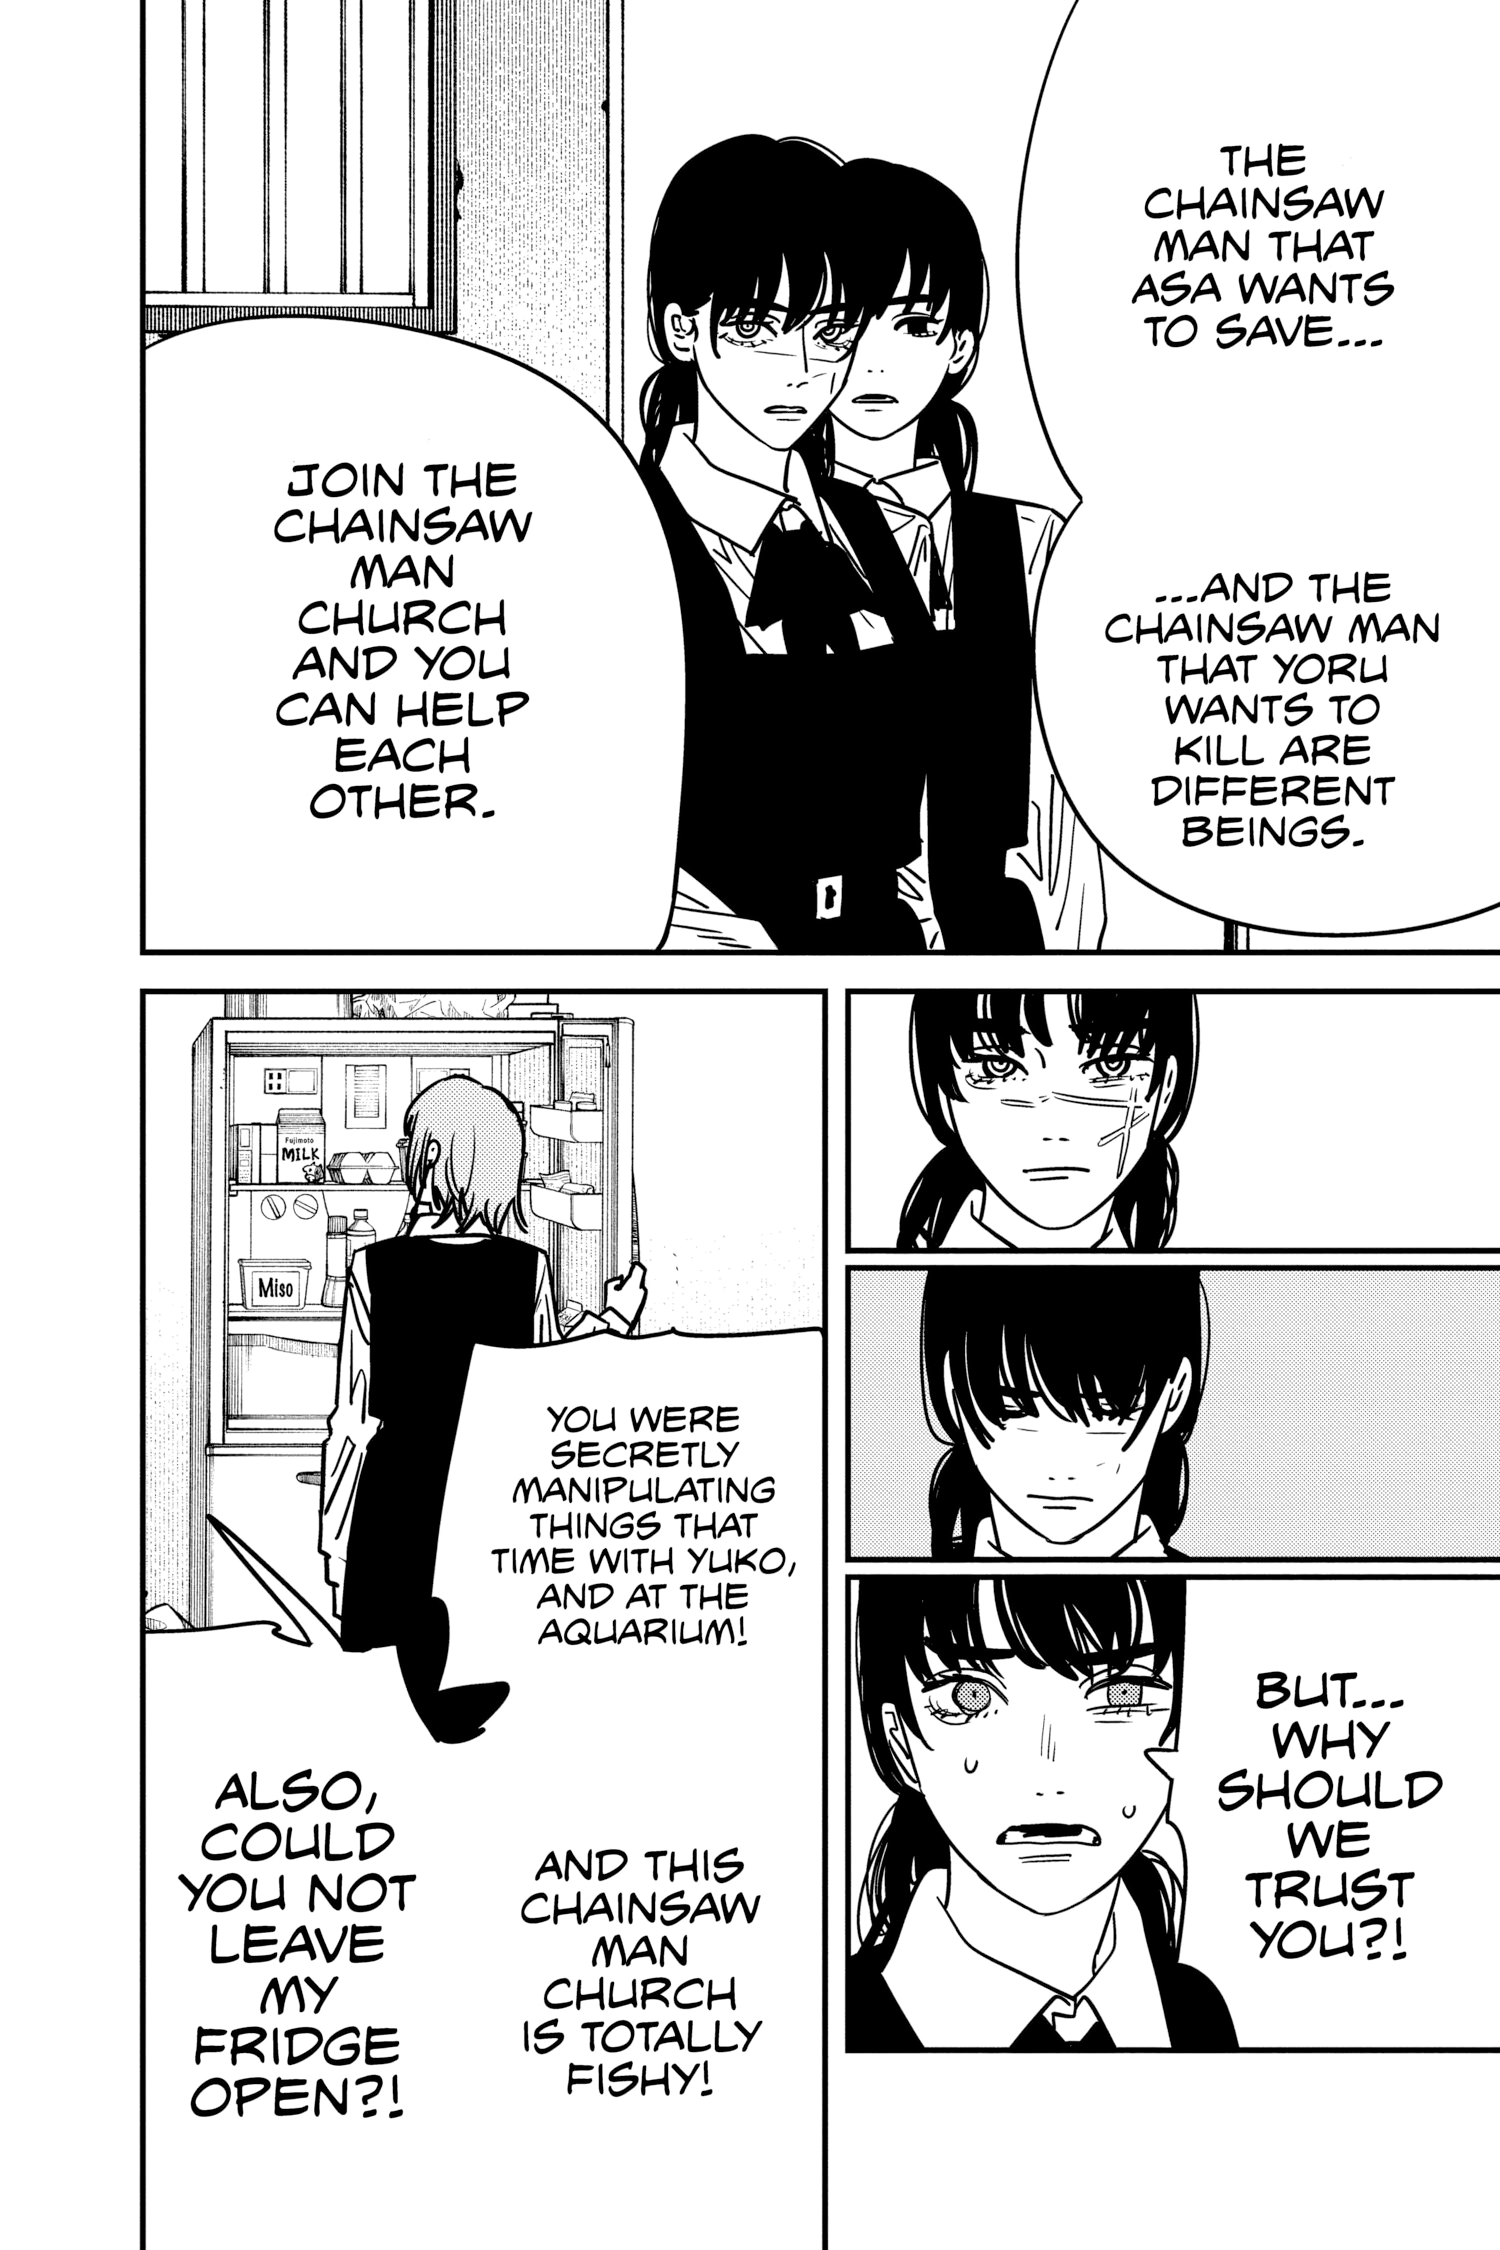 THE
CHAINSAW
MAN THAT
ASA WANTS
TO SAVE...
...AND THE
CHAINSAW MAN
THAT YORU
WANTS TO
KILL ARE
DIFFERENT
BEINGS.
JOIN THE
CHAINSAW
MAN
CHURCH
AND YOU
CAN HELP
EACH
OTHER.
BUT...
WHY
SHOULD
WE
TRUST
YOU?!
Fujimoto
MILK
Miso
YOU WERE
SECRETLY
MANIPULATING
THINGS THAT
TIME WITH YUKO,
AND AT THE
AQUARIUM!
AND THIS
CHAINSAW
MAN
CHURCH
IS TOTALLY
FISHY!
ALSO,
COULD
YOU NOT
LEAVE
MY
FRIDGE
OPEN?!